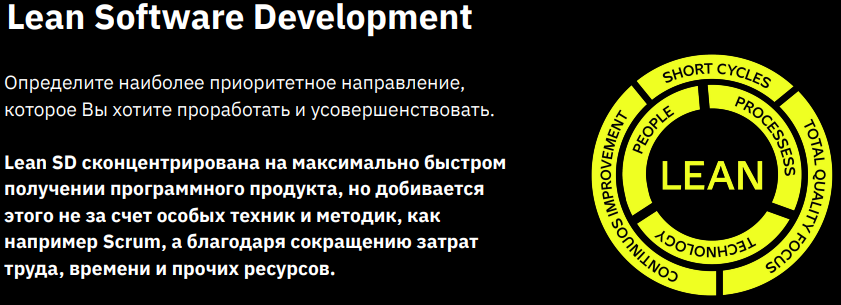 Lean Software Development
Определите наиболее приоритетное направление,
которое Вы хотите проработать и усовершенствовать.
Lean SD сконцентрирована на максимально быстром
получении программного продукта, но добивается
этого не за счет особых техник и методик, как
например Scrum, а благодаря сокращению затрат
труда, времени и прочих ресурсов.
SHORT CYCLES
TOTAL QUALITY FOCUS
CONTINUOS IMPROVEMENT
PEOPLE
PROCESSESS
TECHNOLOGY
LEAN